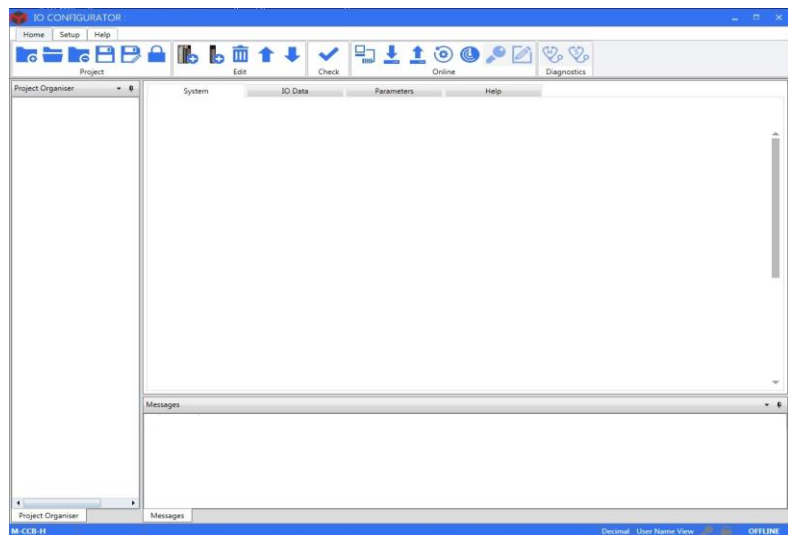 IO CONFIGURATOR :
Home Setup Help
Project Edit Check Online Diagnostics
Project Organiser
System IO Data Parameters Help
Messages
Project Organiser Messages
M-CCB-H Decimal User Name View OFFLINE